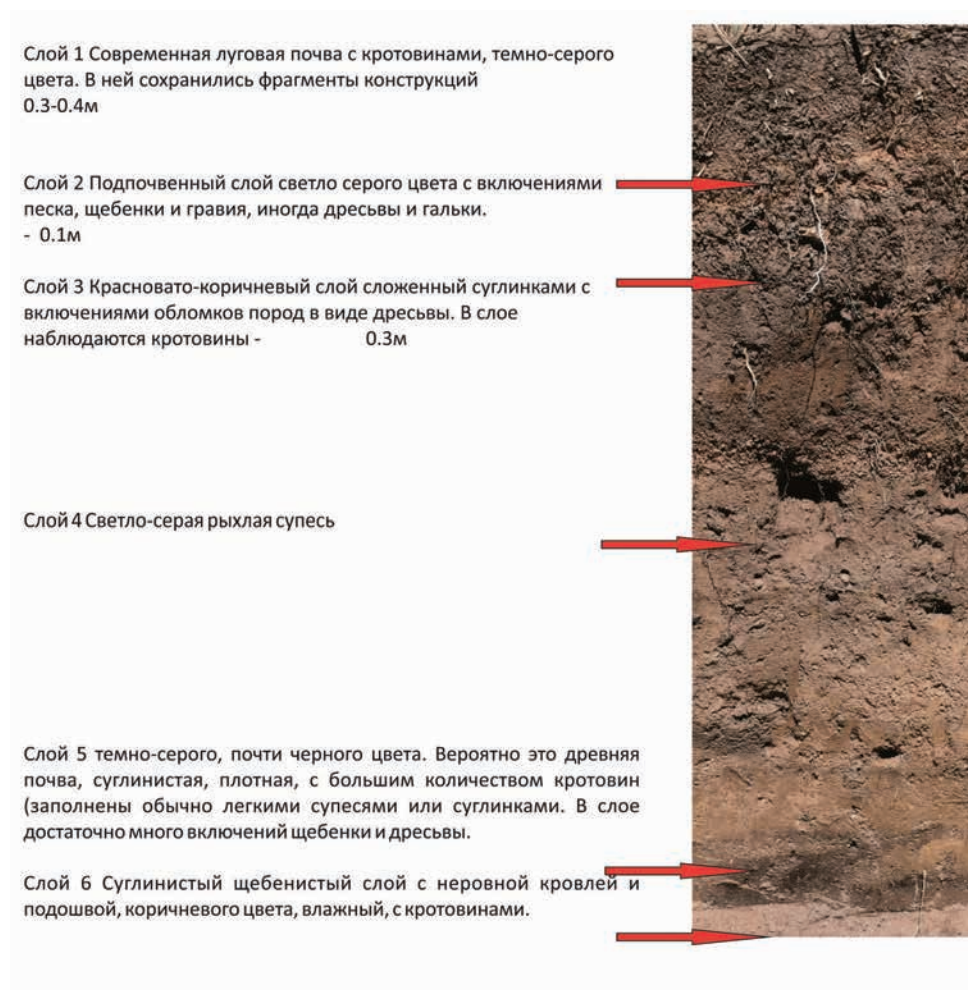 Слой 1 Современная луговая почва с кротовинами, темно-серого
цвета. В ней сохранились фрагменты конструкций
0.3-0.4м
Слой 2 Подпочвенный слой светло серого цвета с включениями
песка, щебенки и гравия, иногда дресьвы и гальки.
- 0.1м
Слой 3 Красновато-коричневый слой сложенный суглинками с
включениями обломков пород в виде дресьвы. В слое
наблюдаются кротовины - 0.3м
Слой 4 Светло-серая рыхлая супесь
Слой 5 темно-серого, почти черного цвета. Вероятно это древняя
почва, суглинистая, плотная, с большим количеством кротовин
(заполнены обычно легкими супесями или суглинками. В слое
достаточно много включений щебенки и дресьвы.
Слой 6 Суглинистый щебенистый слой с неровной кровлей и
подошвой, коричневого цвета, влажный, с кротовинами.